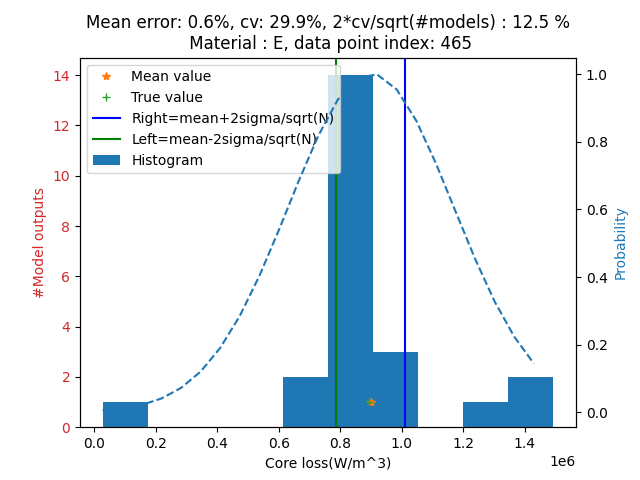 Mean error: 0.6%, cv: 29.9%, 2*cv/sqrt(#models) : 12.5 %
Material : E, data point index: 465
Mean value
True value
Right=mean+2sigma/sqrt(N)
Left=mean-2sigma/sqrt(N)
Histogram
#Model outputs
14
12
10
8
6
4
2
0
1.0
0.8
0.6
0.4
0.2
0.0
Probability
0.0 0.2 0.4 0.6 0.8 1.0 1.2 1.4
Core loss(W/m^3)
1e6